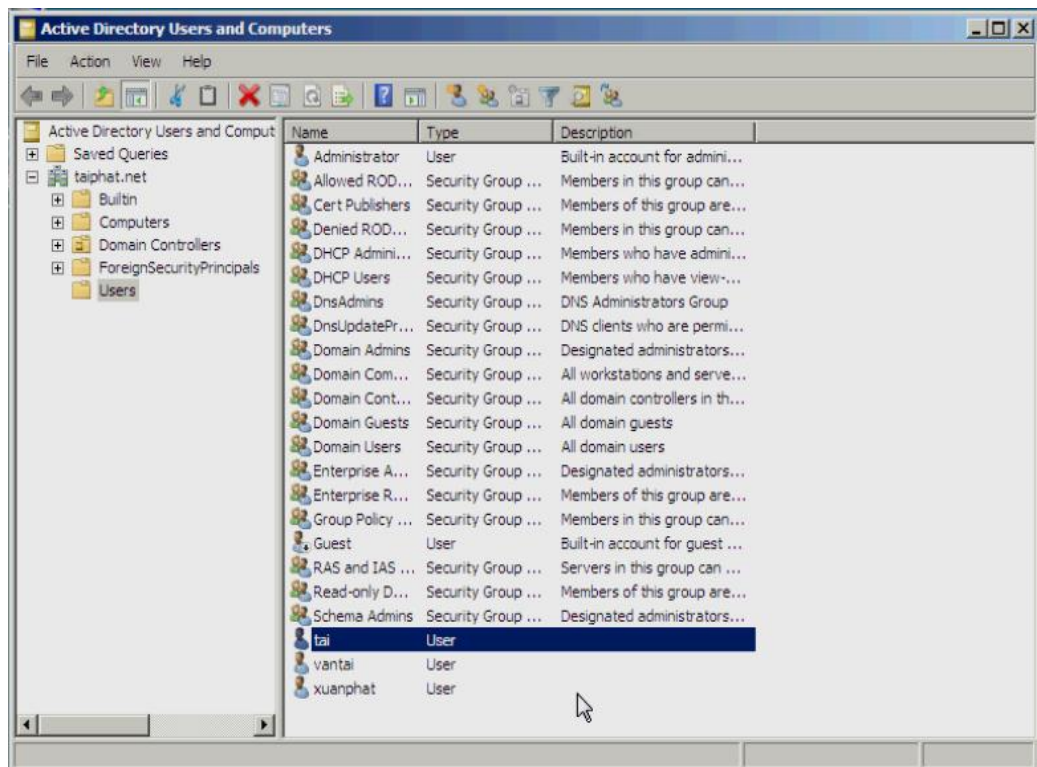 Active Directory Users and Computers
File Action View Help
Active Directory Users and Comput
Saved Queries
taiphat.net
Builtin
Computers
Domain Controllers
ForeignSecurityPrincipals
Users
Name Type Description
Administrator User Built-in account for admini...
Allowed ROD... Security Group ... Members in this group can...
Cert Publishers Security Group ... Members of this group are...
Denied ROD... Security Group ... Members in this group can...
DHCP Admini... Security Group ... Members who have admini...
DHCP Users Security Group ... Members who have view-...
DnsAdmins Security Group ... DNS Administrators Group
DnsUpdatePr... Security Group ... DNS clients who are permi...
Domain Admins Security Group ... Designated administrators...
Domain Com... Security Group ... All workstations and serve...
Domain Cont... Security Group ... All domain controllers in th...
Domain Guests Security Group ... All domain guests
Domain Users Security Group ... All domain users
Enterprise A... Security Group ... Designated administrators...
Enterprise R... Security Group ... Members of this group are...
Group Policy ... Security Group ... Members in this group can...
Guest User Built-in account for guest ...
RAS and IAS ... Security Group ... Servers in this group can ...
Read-only D... Security Group ... Members of this group are...
Schema Admins Security Group ... Designated administrators...
tai User
vantai User
xuanphat User